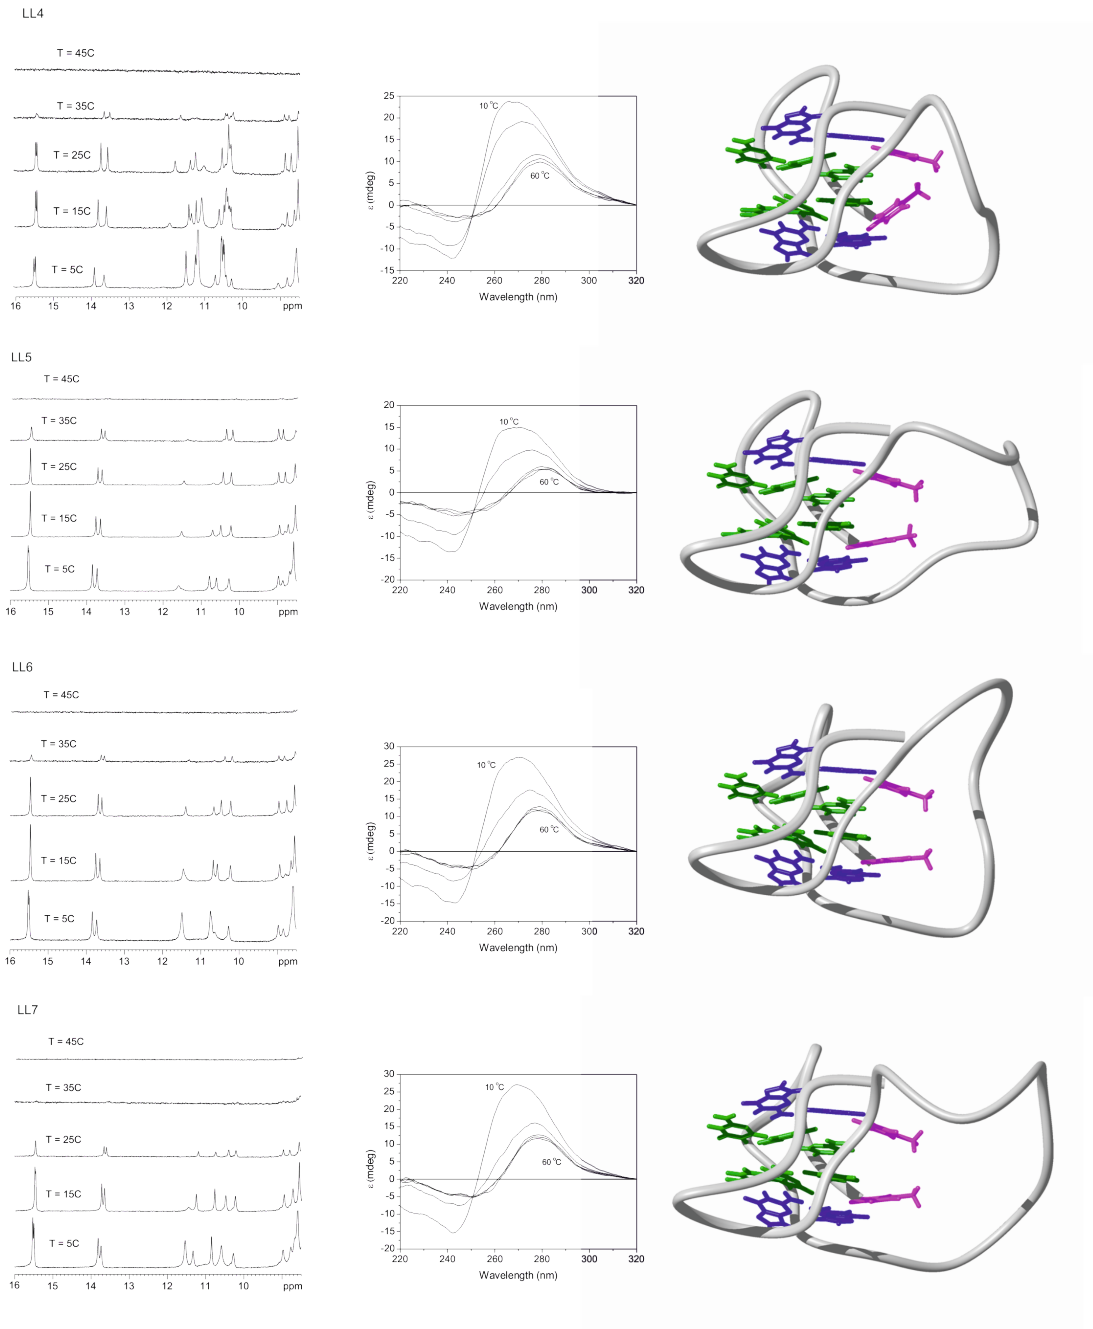 LL4
T = 45C
T = 35C
T = 25C
T = 15C
T = 5C
16 15 14 13 12 11 10 ppm
25
20
15
10
5
0
-5
-10
-15
ε (mdeg)
10 °C
60 °C
220 240 260 280 300 320
Wavelength (nm)
LL5
T = 45C
T = 35C
T = 25C
T = 15C
T = 5C
16 15 14 13 12 11 10 ppm
20
15
10
5
0
-5
-10
-15
-20
ε (mdeg)
10 °C
60 °C
220 240 260 280 300 320
Wavelength (nm)
LL6
T = 45C
T = 35C
T = 25C
T = 15C
T = 5C
16 15 14 13 12 11 10 ppm
30
25
20
15
10
5
0
-5
-10
-15
-20
ε (mdeg)
10 °C
60 °C
220 240 260 280 300 320
Wavelength (nm)
LL7
T = 45C
T = 35C
T = 25C
T = 15C
T = 5C
16 15 14 13 12 11 10 ppm
30
25
20
15
10
5
0
-5
-10
-15
-20
ε (mdeg)
10 °C
60 °C
220 240 260 280 300 320
Wavelength (nm)